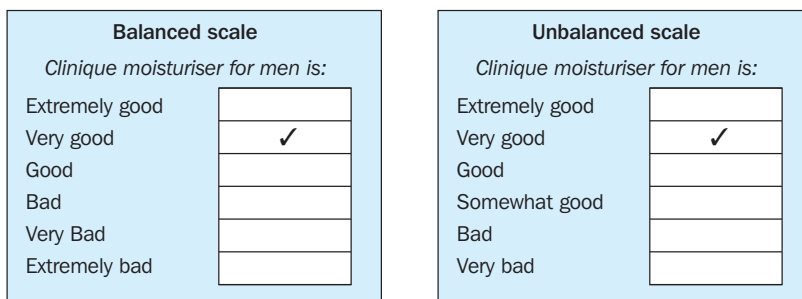 Balanced scale
Clinique moisturiser for men is:
Extremely good
Very good ✓
Good
Bad
Very Bad
Extremely bad
Unbalanced scale
Clinique moisturiser for men is:
Extremely good
Very good ✓
Good
Somewhat good
Bad
Very bad